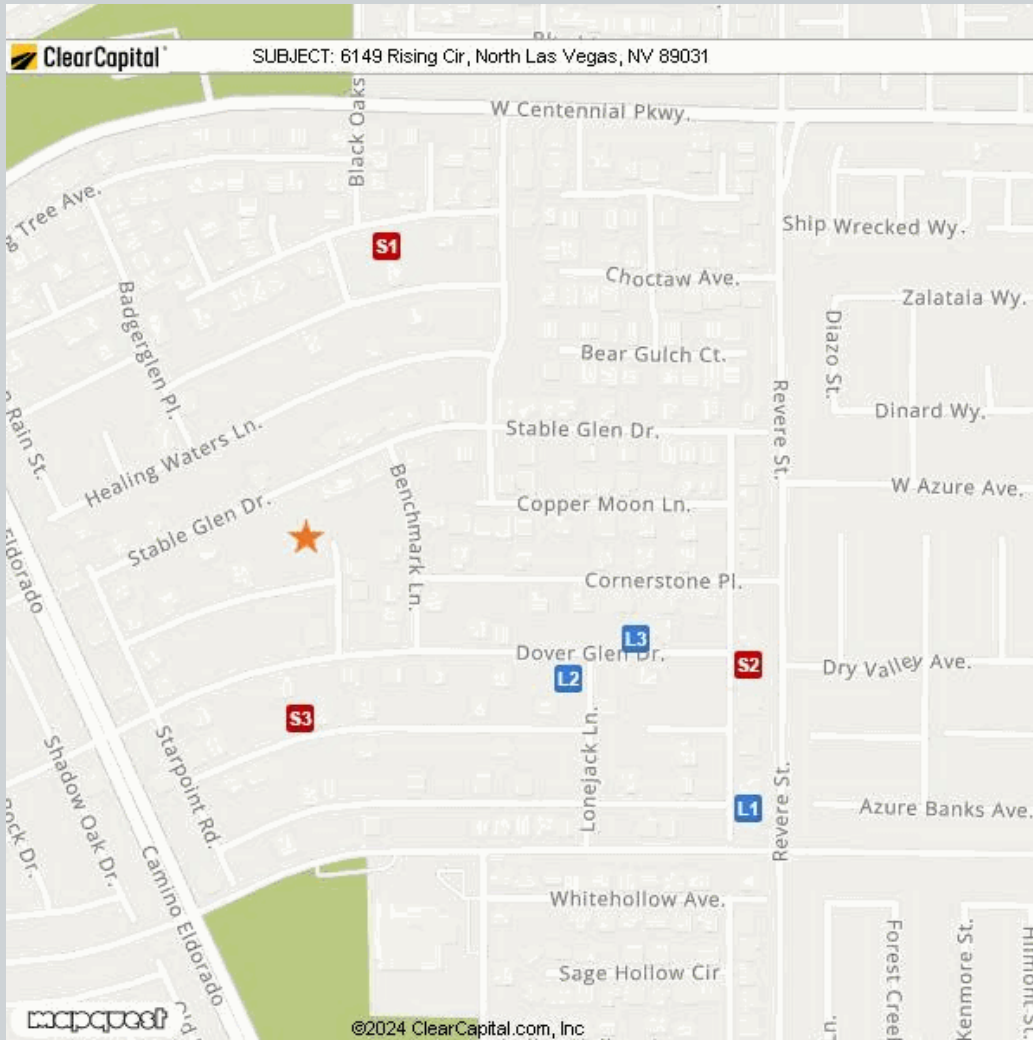 ClearCapital
SUBJECT: 6149 Rising Cir, North Las Vegas, NV 89031
W Centennial Pkwy.
Black Oaks
Tree Ave.
S1
Ship Wrecked Wy.
Choctaw Ave.
Zalataia Wy.
Badgerglen Pl.
Diazo St.
Bear Gulch Ct.
Revere St.
Dinard Wy.
Rain St.
Healing Waters Ln.
Stable Glen Dr.
Benchmark Ln.
W Azure Ave.
Copper Moon Ln.
Stable Glen Dr.
Eldorado
Cornerstone Pl.
L3
Dover Glen Dr.
S2
Dry Valley Ave.
L2
S3
Starpoint Rd.
Lonejack Ln.
Shadow Oak Dr.
Revere St.
L1
Azure Banks Ave.
Dr.
Camino Eldorado
Whitehollow Ave.
Forest Creek
Kenmore St.
Sage Hollow Cir
mapquest
©2024 ClearCapital.com, Inc
Ln.